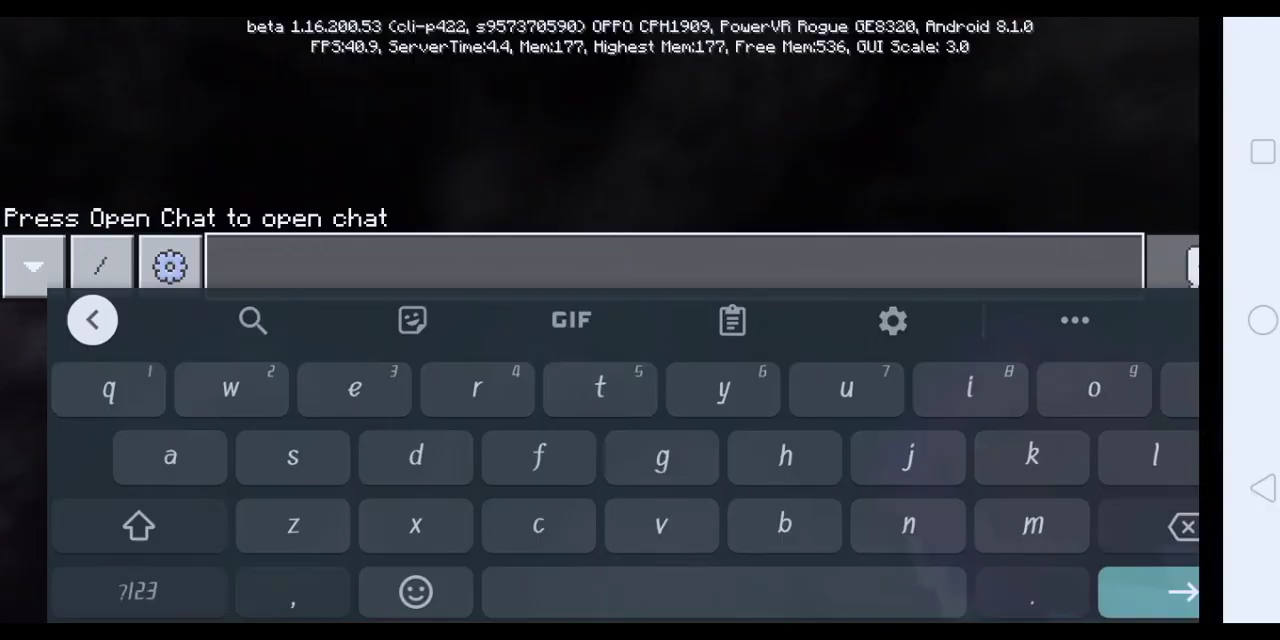 beta 1.16.200.53 (cli-p422, s957370590) OPPO CPH1909, PowerVR Rogue GE8320, Android 8.1.0
FPS:40.9, ServerTime:4.4, Mem:177, Highest Mem:177, Free Mem:536, GUI Scale: 3.0
Press Open Chat to open chat
/
GIF
q 1 w 2 e 3 r 4 t 5 y 6 u 7 i 8 o 9
a s d f g h j k l
z x c v b n m
?123 , .